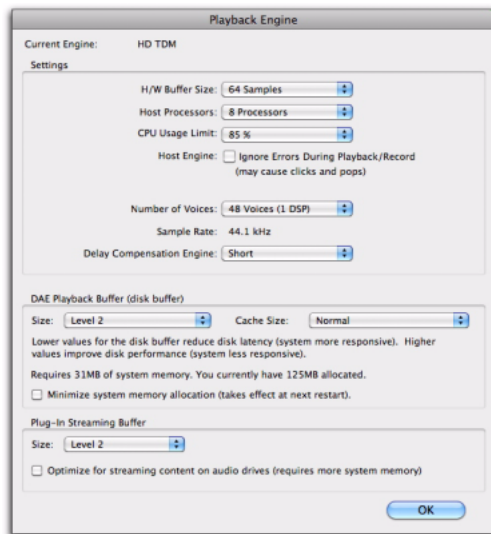 Playback Engine
Current Engine: HD TDM
Settings
H/W Buffer Size: 64 Samples
Host Processors: 8 Processors
CPU Usage Limit: 85 %
Host Engine: Ignore Errors During Playback/Record
(may cause clicks and pops)
Number of Voices: 48 Voices (1 DSP)
Sample Rate: 44.1 kHz
Delay Compensation Engine: Short
DAE Playback Buffer (disk buffer)
Size: Level 2 Cache Size: Normal
Lower values for the disk buffer reduce disk latency (system more responsive). Higher
values improve disk performance (system less responsive).
Requires 31MB of system memory. You currently have 125MB allocated.
Minimize system memory allocation (takes effect at next restart).
Plug-In Streaming Buffer
Size: Level 2
Optimize for streaming content on audio drives (requires more system memory)
OK